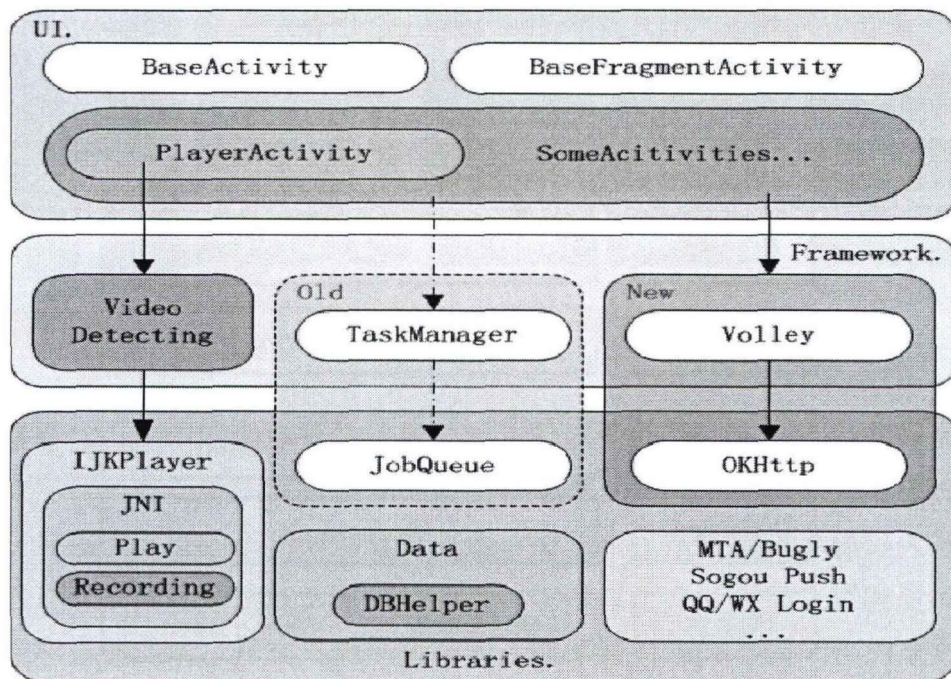 UI.
BaseActivity
BaseFragmentActivity
PlayerActivity
SomeAcitivities...
Framework.
Video
Detecting
Old
TaskManager
New
Volley
IJKPlayer
JNI
Play
Recording
JobQueue
OKHttp
Data
DBHelper
MTA/Bugly
Sogou Push
QQ/WX Login
...
Libraries.